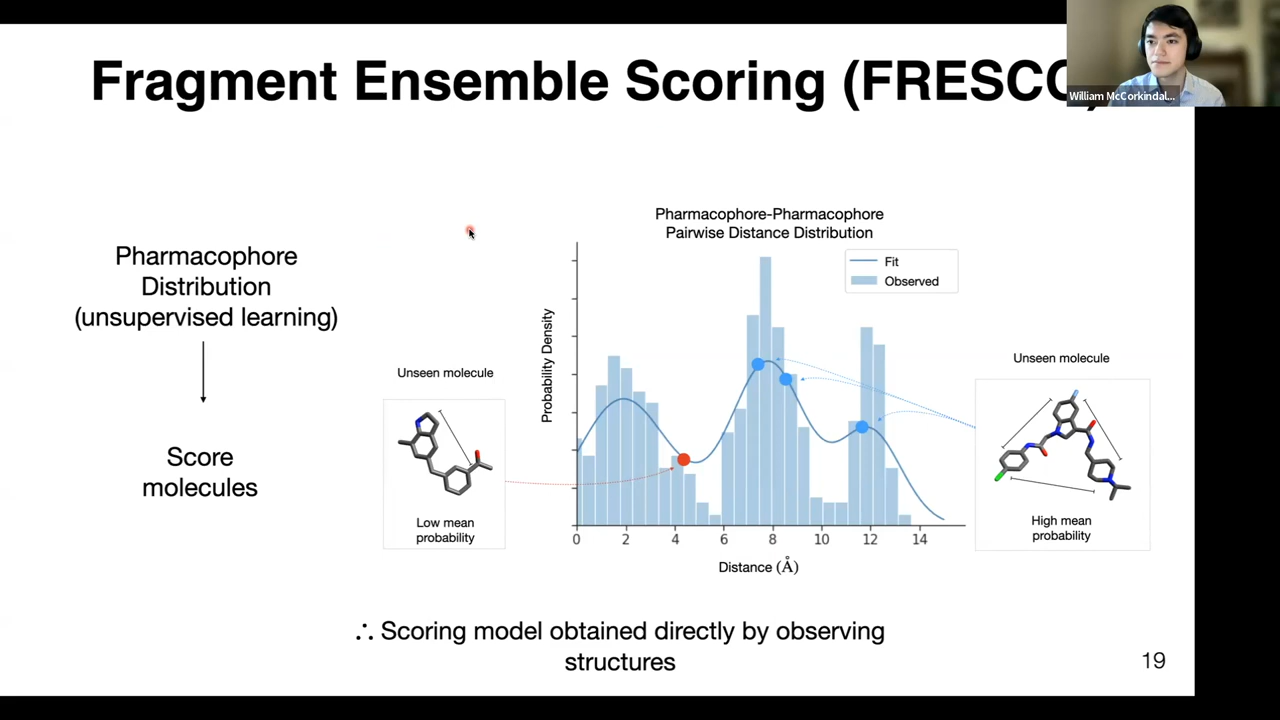 Fragment Ensemble Scoring (FRESCO)
William McCorkindal...
Pharmacophore
Distribution
(unsupervised learning)
Score
molecules
Unseen molecule
Low mean
probability
Pharmacophore-Pharmacophore
Pairwise Distance Distribution
Fit
Observed
Probability Density
0 2 4 6 8 10 12 14
Distance (Å)
Unseen molecule
High mean
probability
∴ Scoring model obtained directly by observing
structures
19